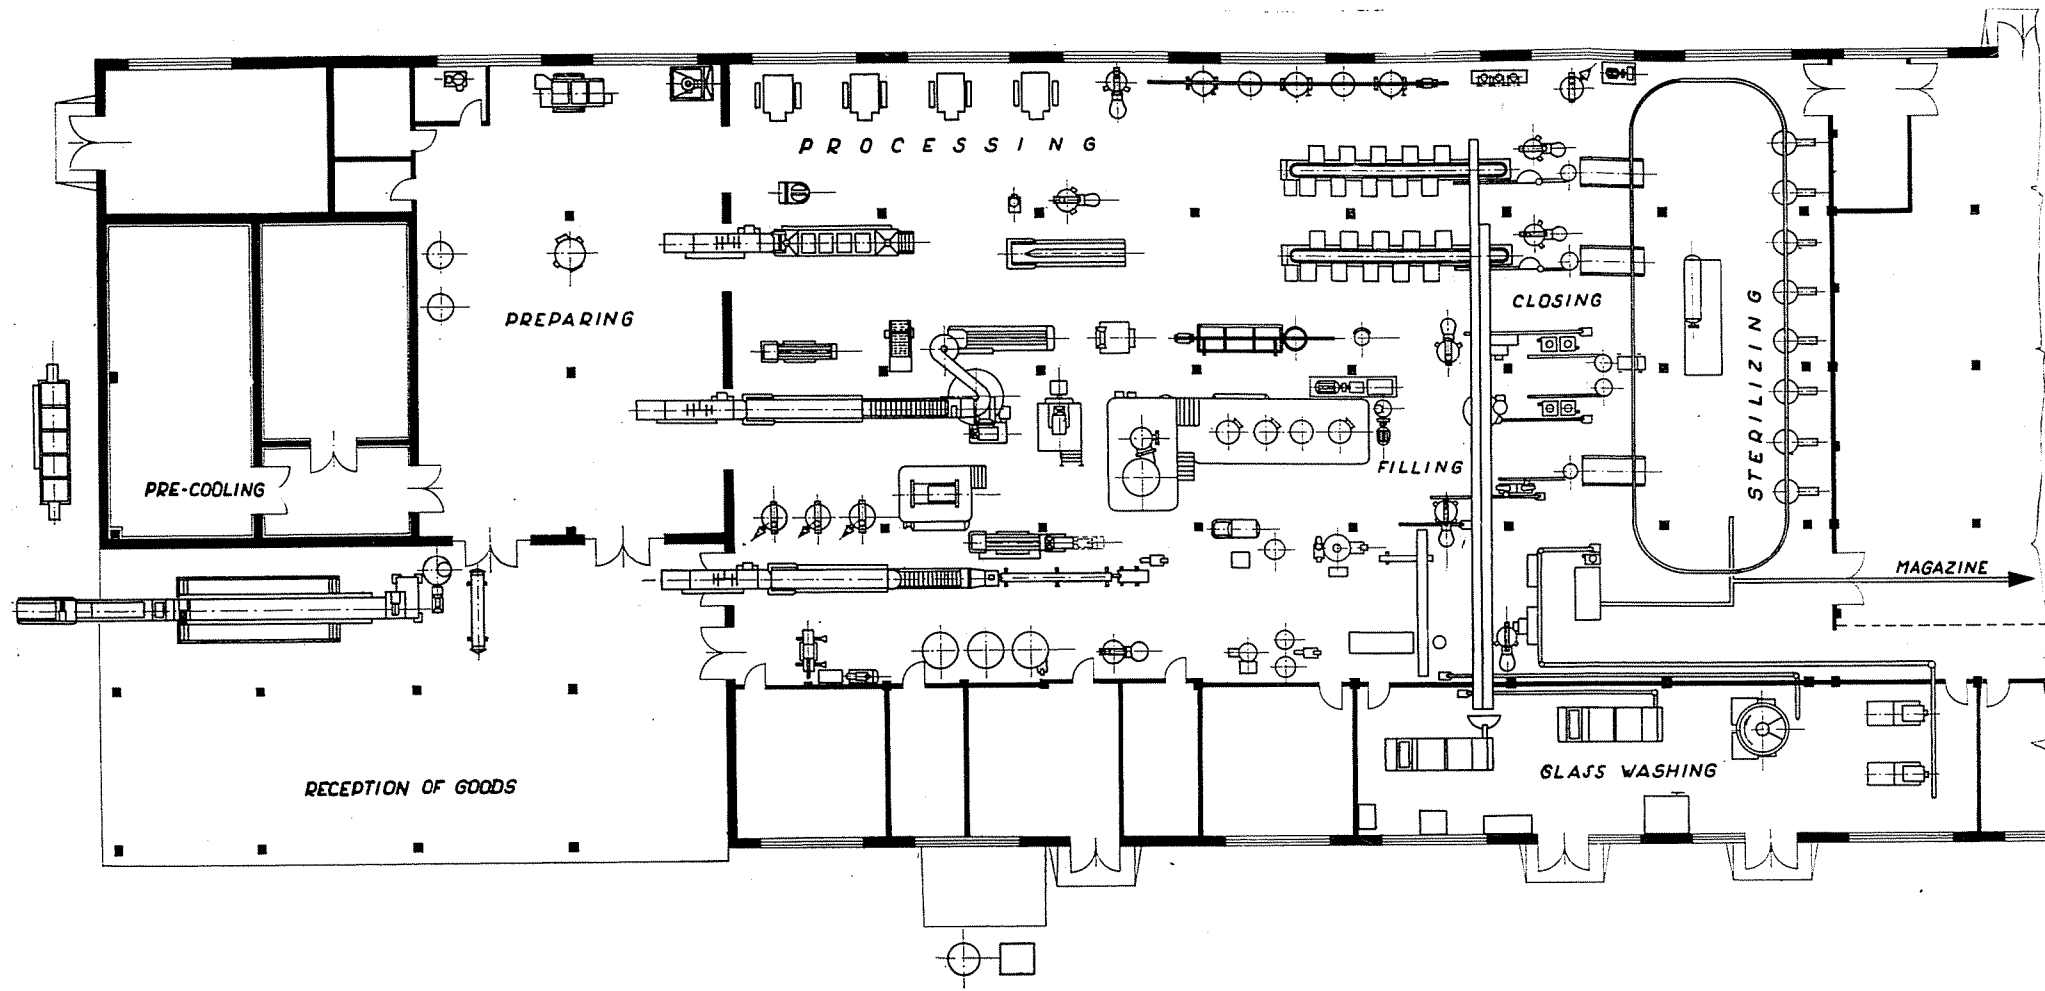 PROCESSING
PREPARING
CLOSING
STERILIZING
PRE-COOLING
FILLING
MAGAZINE
RECEPTION OF GOODS
GLASS WASHING